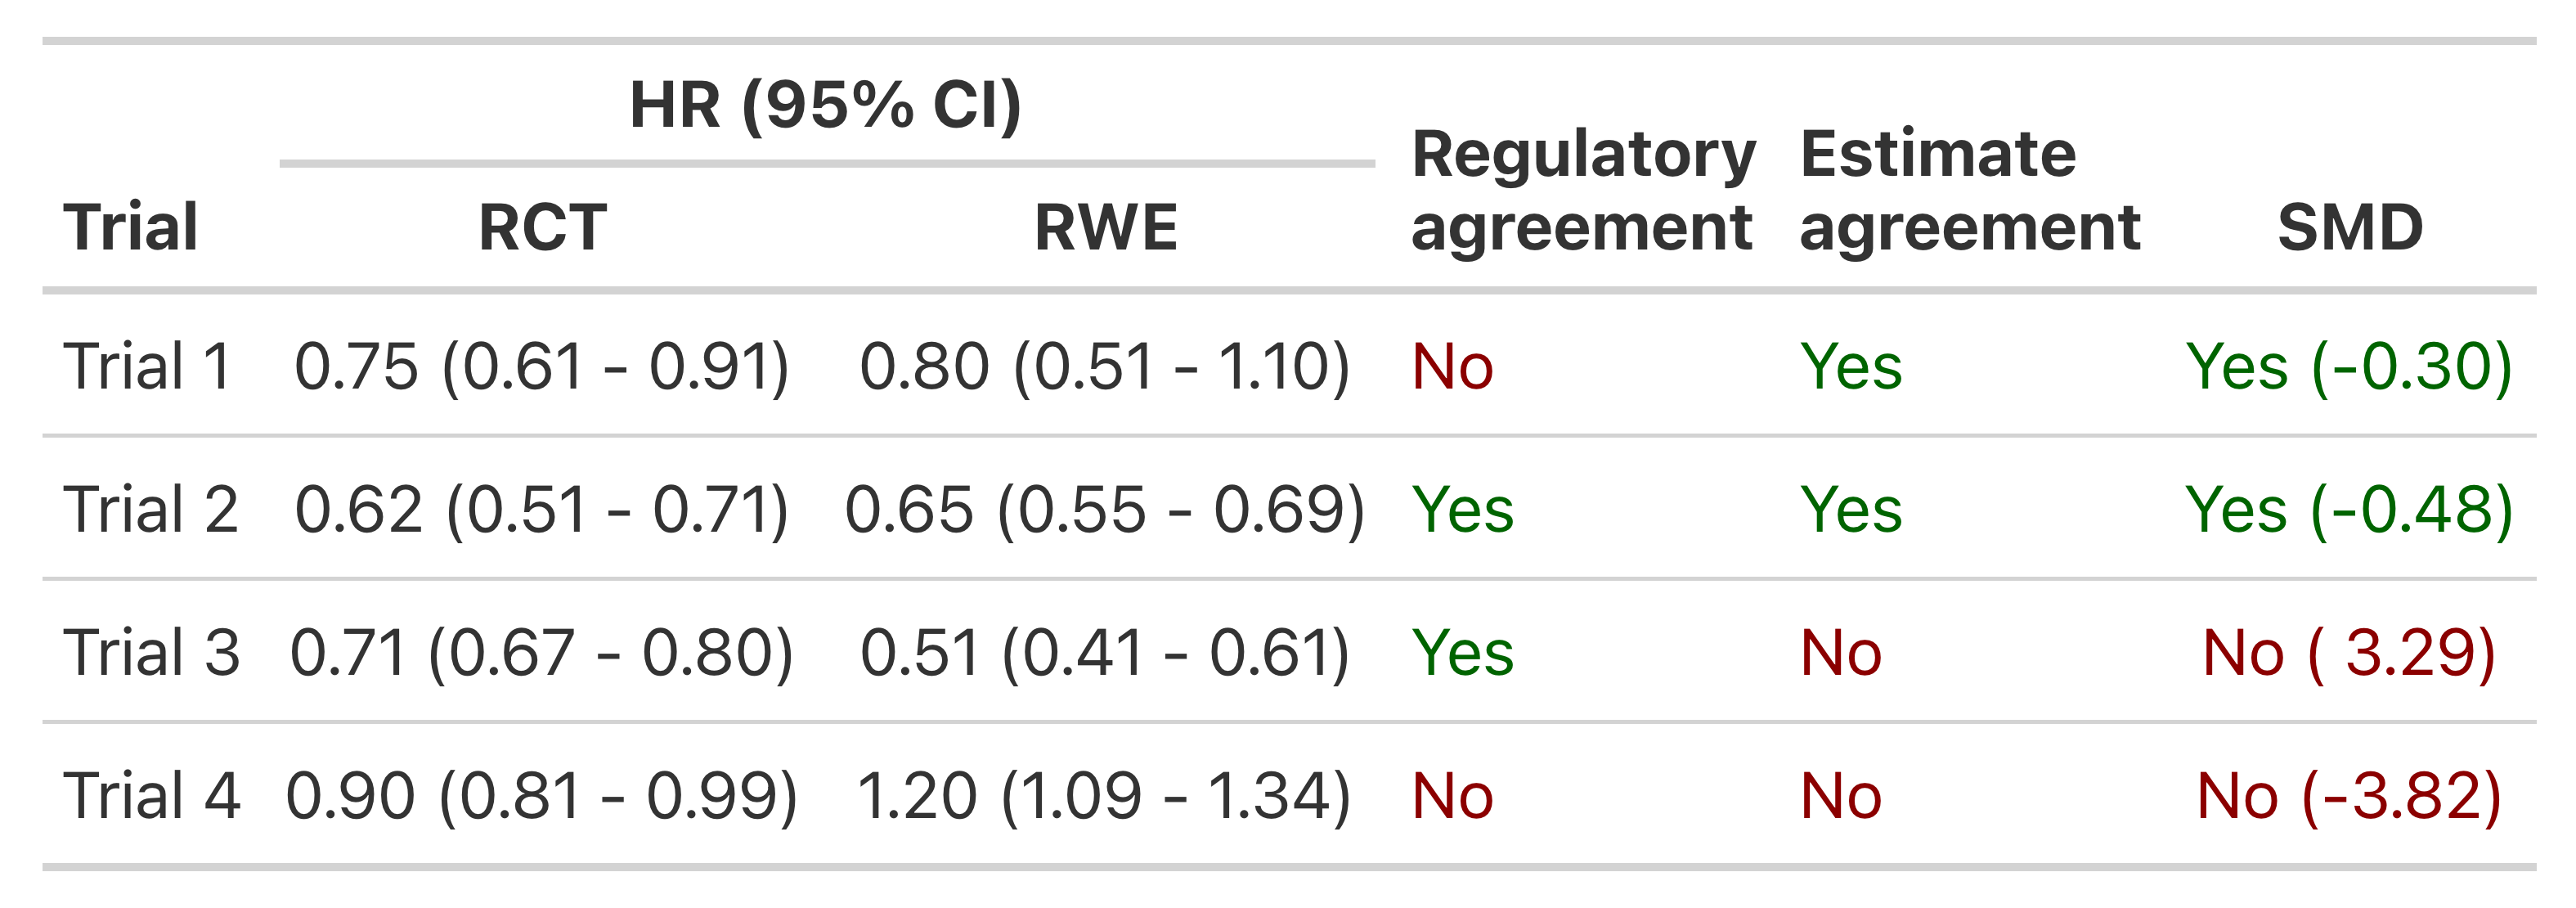 HR (95% CI)
Trial RCT RWE Regulatory agreement Estimate agreement SMD
Trial 1 0.75 (0.61 - 0.91) 0.80 (0.51 - 1.10) No Yes Yes (-0.30)
Trial 2 0.62 (0.51 - 0.71) 0.65 (0.55 - 0.69) Yes Yes Yes (-0.48)
Trial 3 0.71 (0.67 - 0.80) 0.51 (0.41 - 0.61) Yes No No ( 3.29)
Trial 4 0.90 (0.81 - 0.99) 1.20 (1.09 - 1.34) No No No (-3.82)